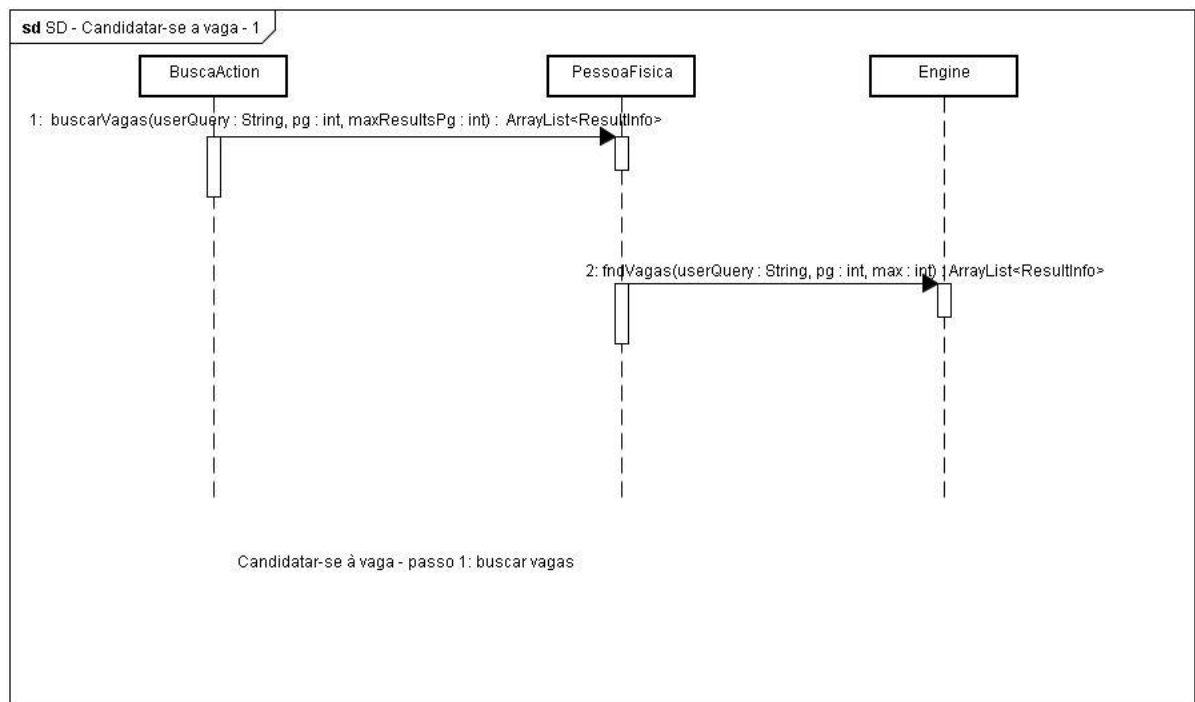 sd SD - Candidatar-se a vaga - 1
BuscaAction
PessoaFisica
Engine
1: buscarVagas(userQuery : String, pg : int, maxResultsPg : int) : ArrayList<ResultInfo>
2: fndVagas(userQuery : String, pg : int, max : int) : ArrayList<ResultInfo>
Candidatar-se à vaga - passo 1: buscar vagas